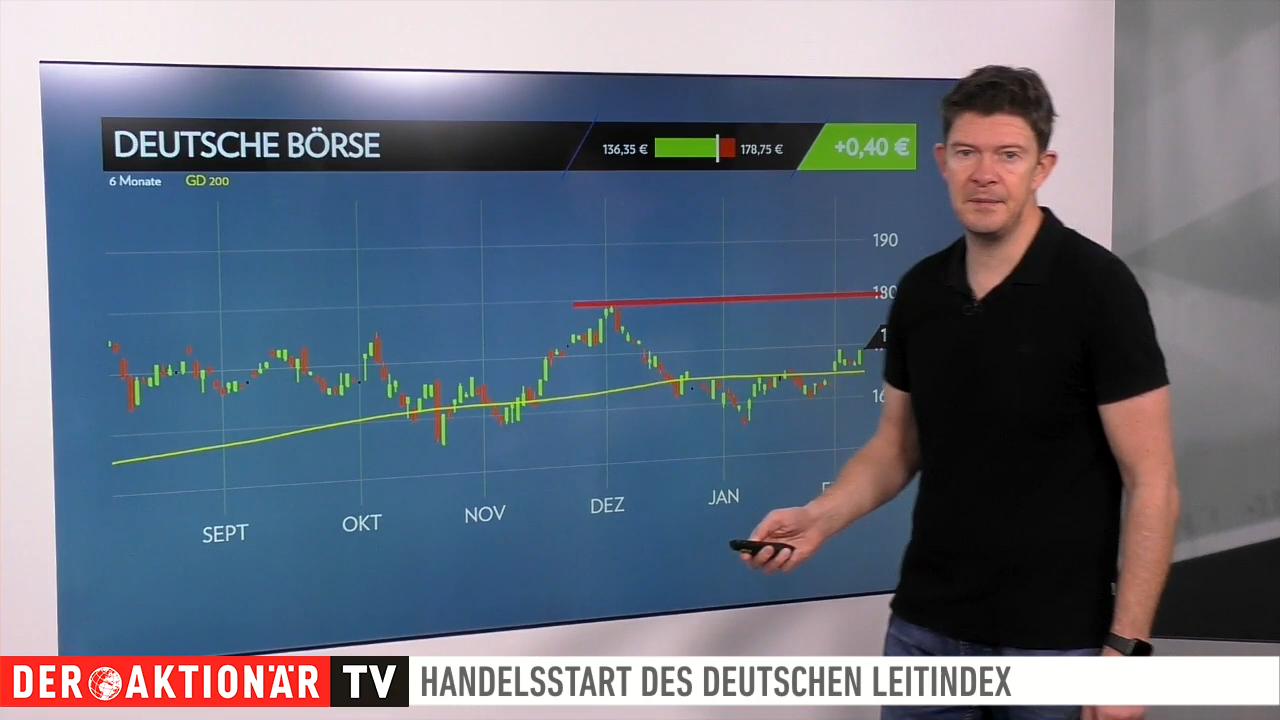 DEUTSCHE BÖRSE
136,35 € 178,75 € +0,40 €
6 Monate GD 200
190
180
SEPT OKT NOV DEZ JAN
DER AKTIONÄR TV
HANDELSSTART DES DEUTSCHEN LEITINDEX